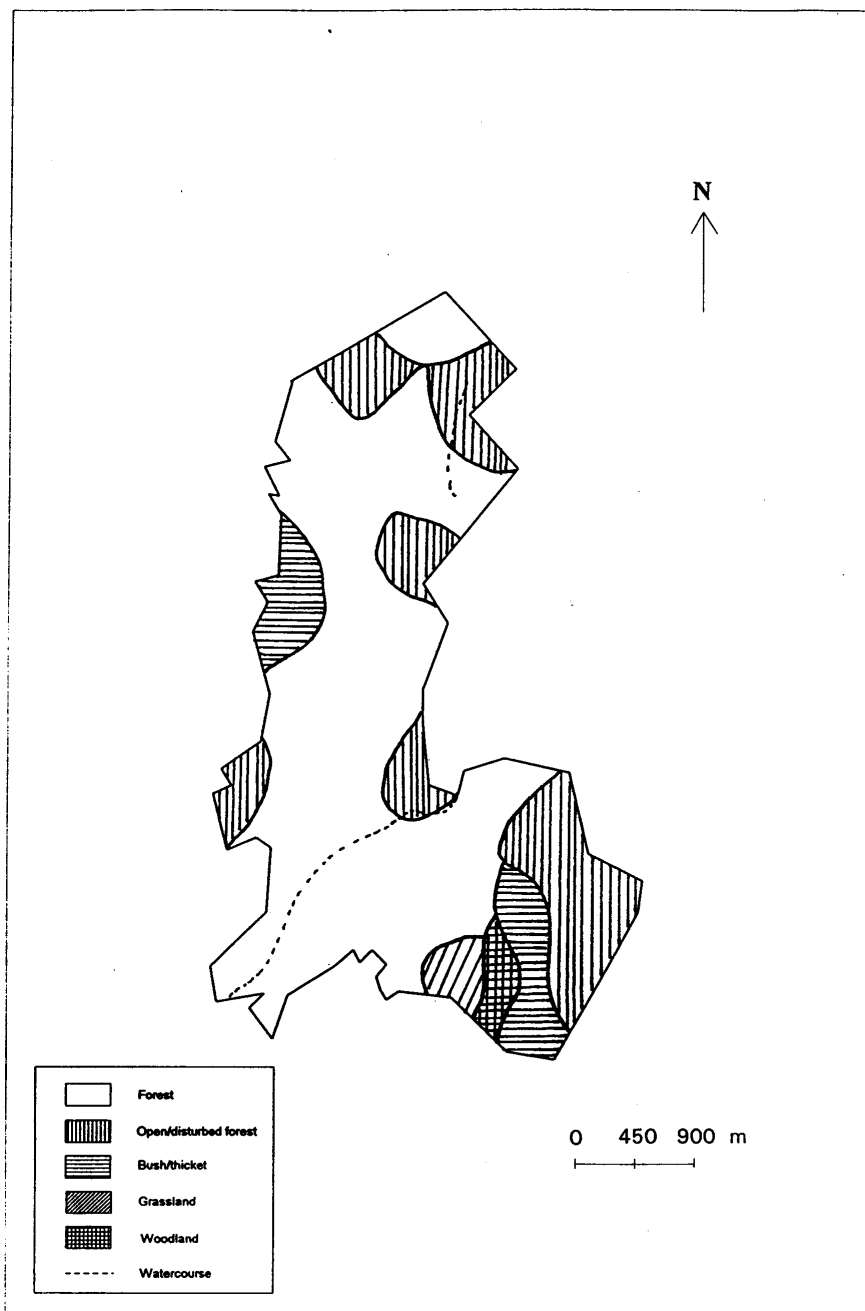 N
Forest
Open/disturbed forest
Bush/thicket
Grassland
Woodland
Watercourse
0 450 900 m